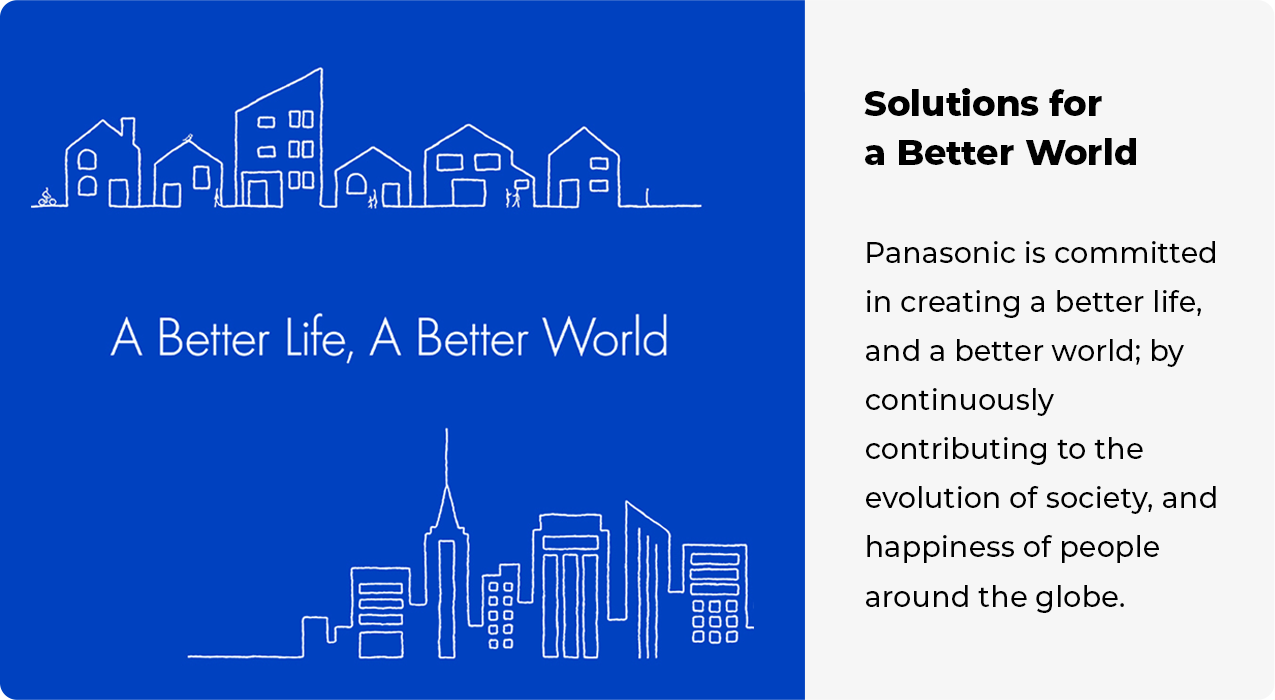 A Better Life, A Better World
Solutions for
a Better World
Panasonic is committed
in creating a better life,
and a better world; by
continuously
contributing to the
evolution of society, and
happiness of people
around the globe.